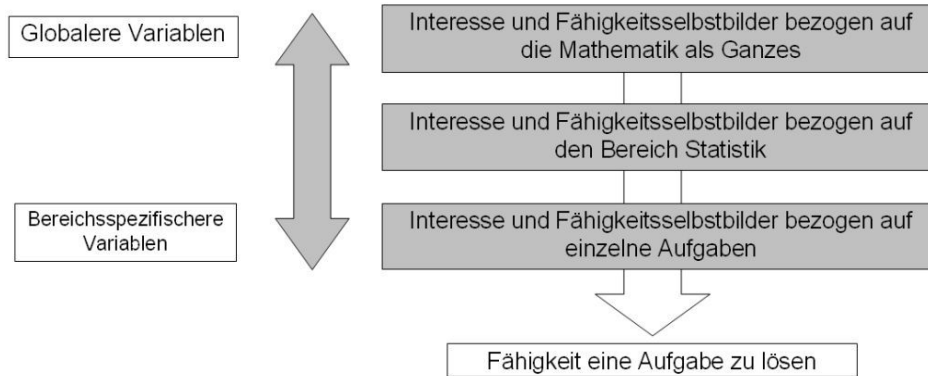 Globalere Variablen
Interesse und Fähigkeitsselbstbilder bezogen auf
die Mathematik als Ganzes
Interesse und Fähigkeitsselbstbilder bezogen auf
den Bereich Statistik
Bereichsspezifischere
Variablen
Interesse und Fähigkeitsselbstbilder bezogen auf
einzelne Aufgaben
Fähigkeit eine Aufgabe zu lösen